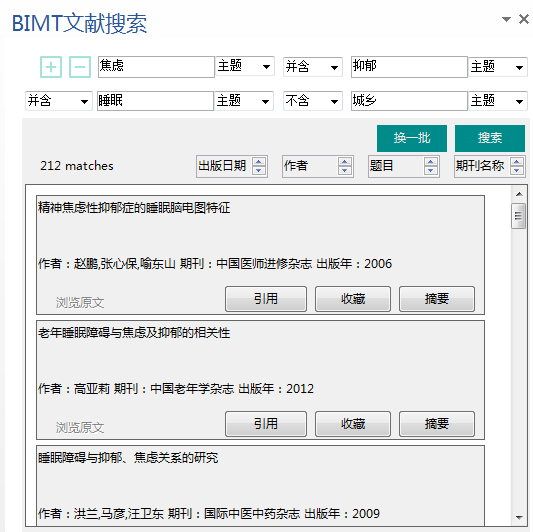 BIMT文献搜索
焦虑 主题 并含 抑郁 主题
并含 睡眠 主题 不含 城乡 主题
换一批 搜索
212 matches 出版日期 作者 题目 期刊名称
精神焦虑性抑郁症的睡眠脑电图特征
作者：赵鹏,张心保,喻东山 期刊：中国医师进修杂志 出版年：2006
浏览原文 引用 收藏 摘要
老年睡眠障碍与焦虑及抑郁的相关性
作者：高亚莉 期刊：中国老年学杂志 出版年：2012
浏览原文 引用 收藏 摘要
睡眠障碍与抑郁、焦虑关系的研究
作者：洪兰,马彦,汪卫东 期刊：国际中医中药杂志 出版年：2009